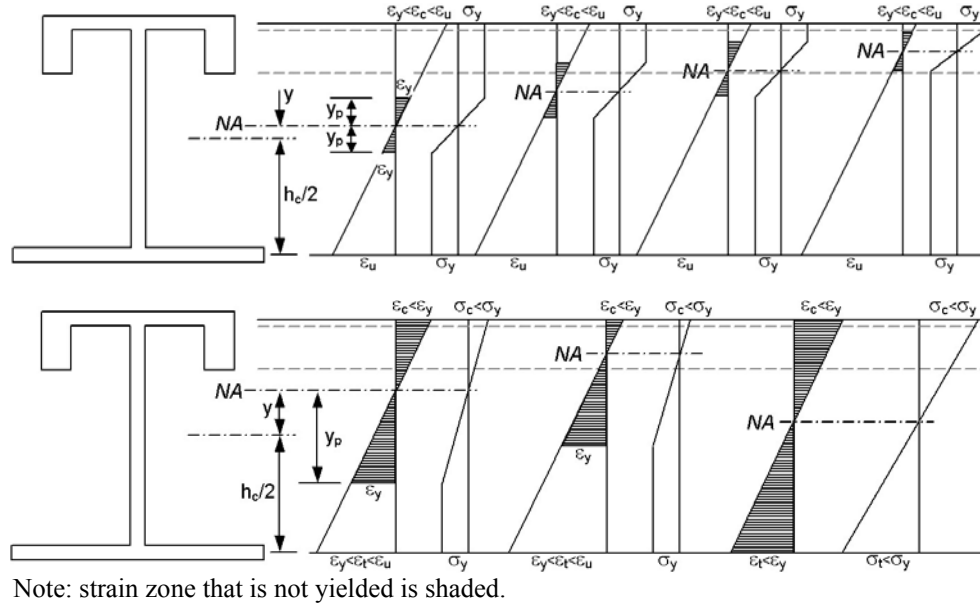 εy<εc<εu σy εy<εc<εu σy εy<εc<εu σy εy<εc<εu σy
εy
y yp
NA NA NA NA
yp
εy
hc/2
εu σy εu σy εu σy εu σy
εc<εy σc<σy εc<εy σc<σy εc<εy σc<σy
NA
NA
y NA
yp
εy
hc/2 εy
εy<εt<εu σy εy<εt<εu σy εt<εy σt<σy
Note: strain zone that is not yielded is shaded.